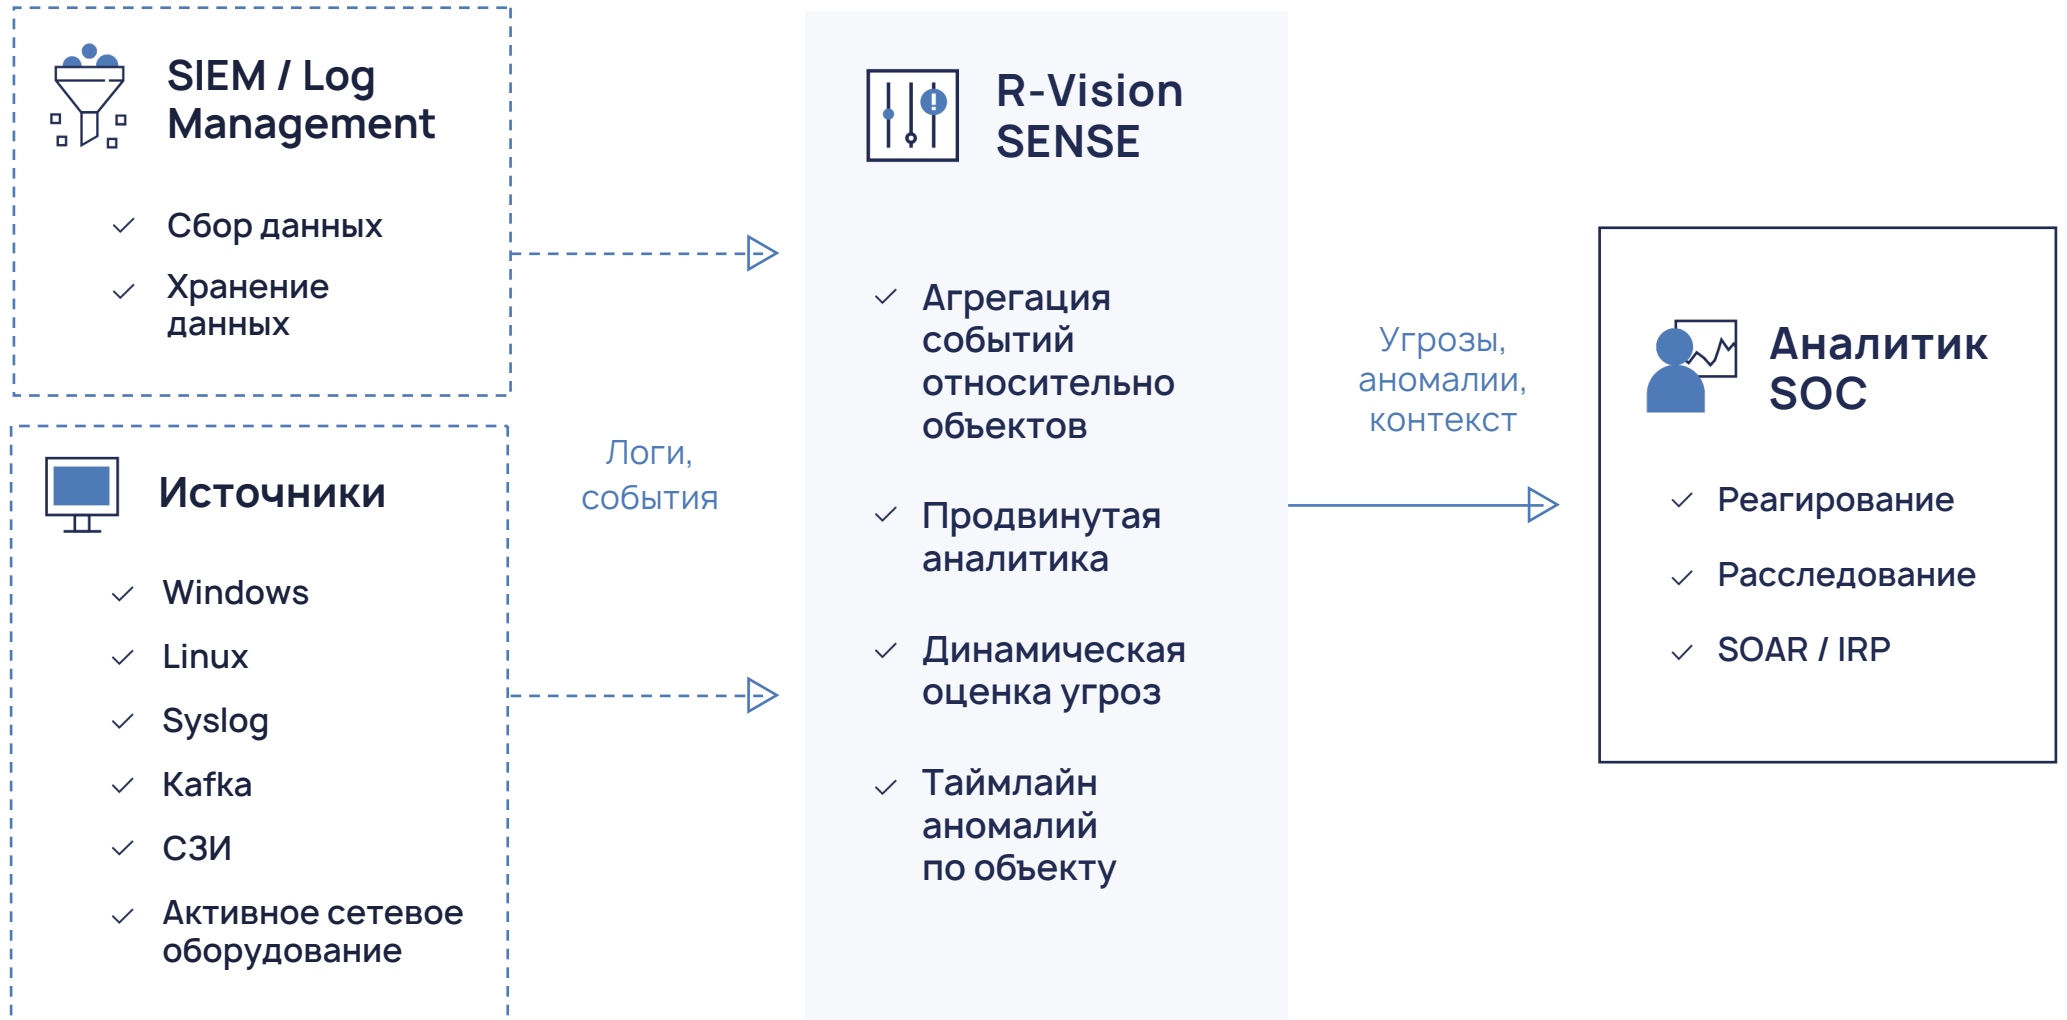 SIEM / Log
Management
Сбор данных
Хранение
данных
Источники
Windows
Linux
Syslog
Kafka
СЗИ
Активное сетевое
оборудование
Логи,
события
R-Vision
SENSE
Агрегация
событий
относительно
объектов
Продвинутая
аналитика
Динамическая
оценка угроз
Таймлайн
аномалий
по объекту
Угрозы,
аномалии,
контекст
Аналитик
SOC
Реагирование
Расследование
SOAR / IRP